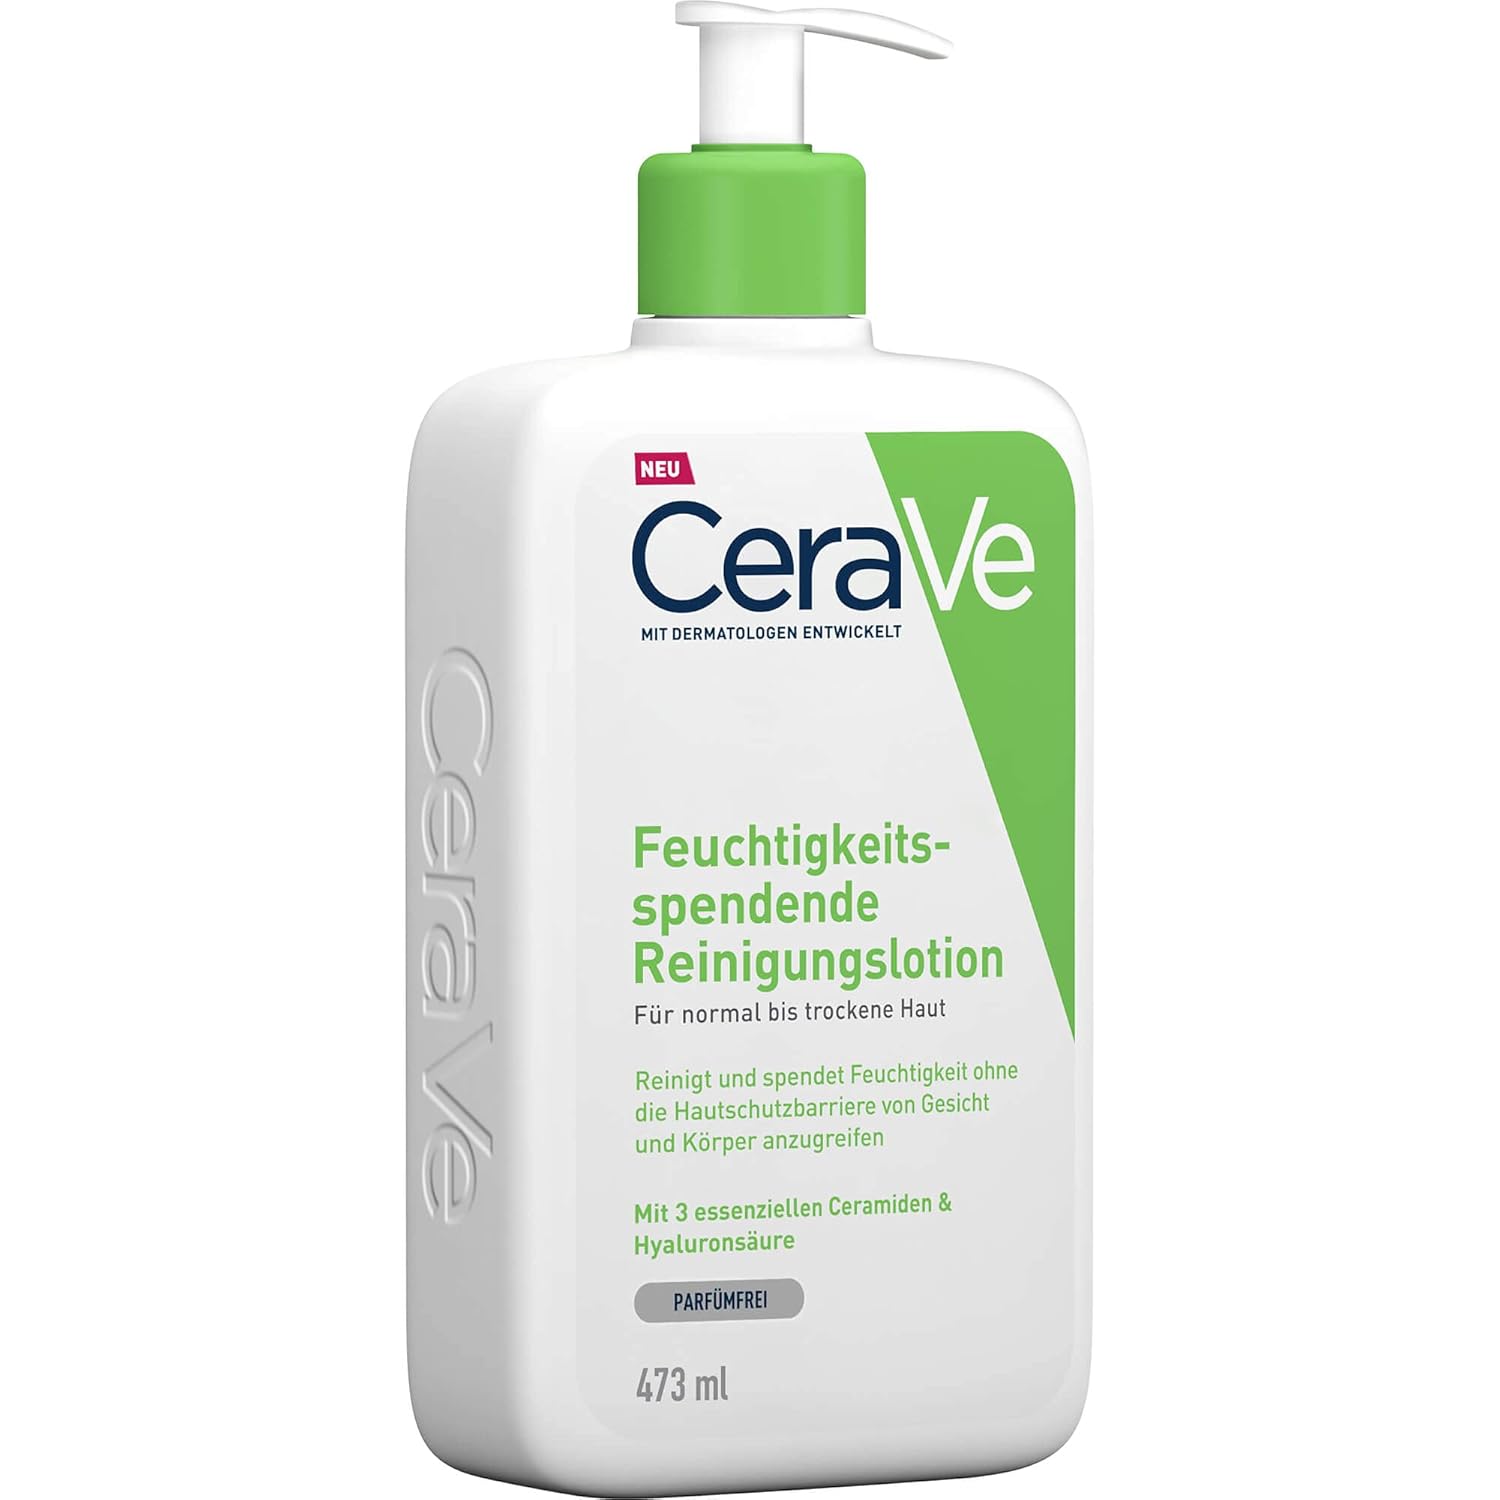 NEU
CeraVe
MIT DERMATOLOGEN ENTWICKELT
Feuchtigkeits-
spendende
Reinigungslotion
Für normal bis trockene Haut
Reinigt und spendet Feuchtigkeit ohne
die Hautschutzbarriere von Gesicht
und Körper anzugreifen
Mit 3 essenziellen Ceramiden &
Hyaluronsäure
PARFÜMFREI
473 ml
CeraVe